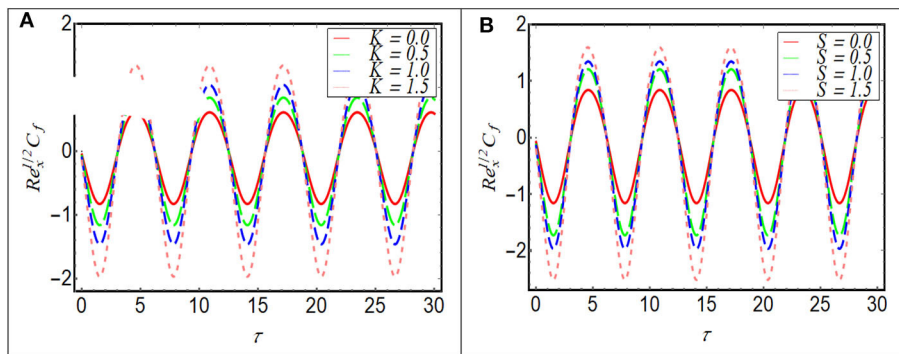 A
2
1
0
−1
−2
Re_x^{1/2} C_f
0 5 10 15 20 25 30
τ
K = 0.0
K = 0.5
K = 1.0
K = 1.5
B
2
1
0
−1
−2
Re_x^{1/2} C_f
0 5 10 15 20 25 30
τ
S = 0.0
S = 0.5
S = 1.0
S = 1.5